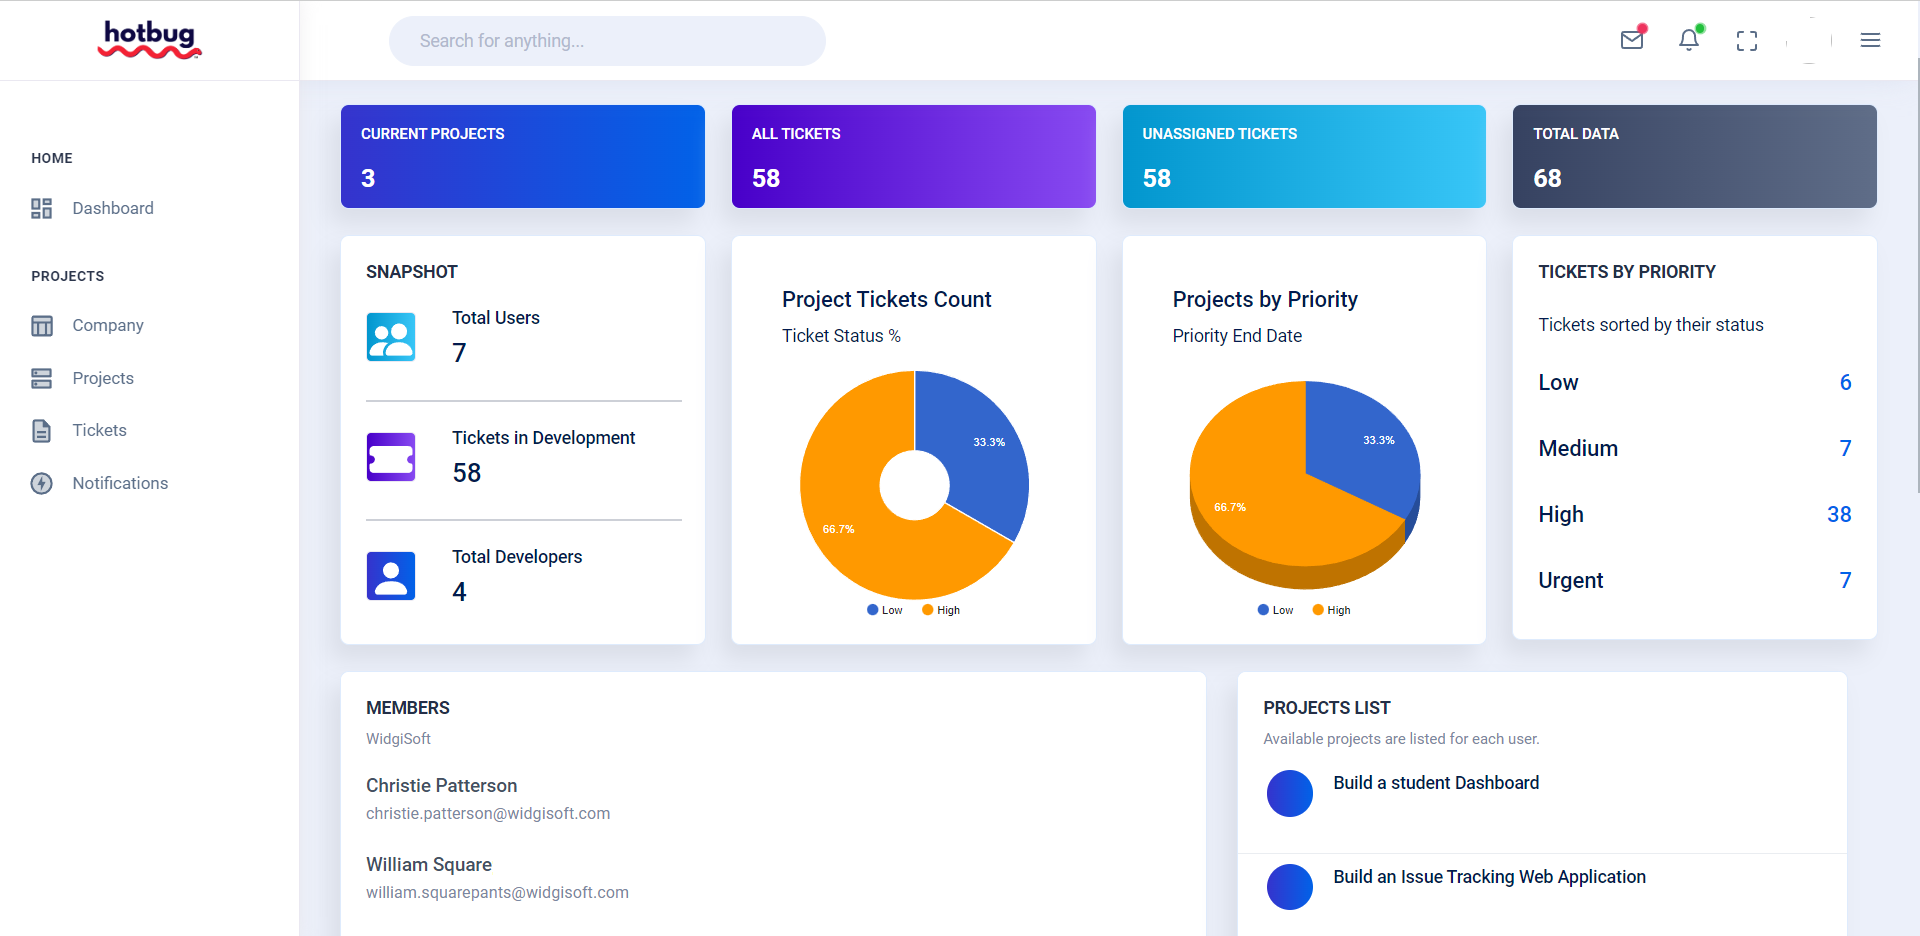 hotbug
Search for anything...
HOME
Dashboard
PROJECTS
Company
Projects
Tickets
Notifications
CURRENT PROJECTS
3
ALL TICKETS
58
UNASSIGNED TICKETS
58
TOTAL DATA
68
SNAPSHOT
Total Users
7
Tickets in Development
58
Total Developers
4
Project Tickets Count
Ticket Status %
33.3%
66.7%
Low High
Projects by Priority
Priority End Date
33.3%
66.7%
Low High
TICKETS BY PRIORITY
Tickets sorted by their status
Low 6
Medium 7
High 38
Urgent 7
MEMBERS
WidgiSoft
Christie Patterson
christie.patterson@widgisoft.com
William Square
william.squarepants@widgisoft.com
PROJECTS LIST
Available projects are listed for each user.
Build a student Dashboard
Build an Issue Tracking Web Application